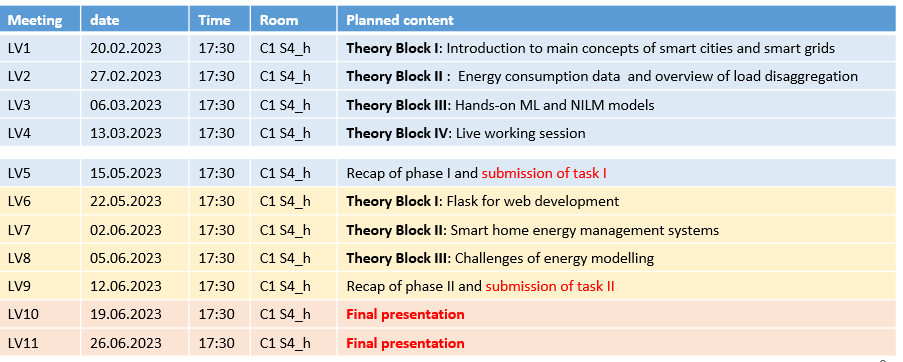 Meeting date Time Room Planned content
LV1 20.02.2023 17:30 C1 S4_h Theory Block I: Introduction to main concepts of smart cities and smart grids
LV2 27.02.2023 17:30 C1 S4_h Theory Block II : Energy consumption data and overview of load disaggregation
LV3 06.03.2023 17:30 C1 S4_h Theory Block III: Hands-on ML and NILM models
LV4 13.03.2023 17:30 C1 S4_h Theory Block IV: Live working session
LV5 15.05.2023 17:30 C1 S4_h Recap of phase I and submission of task I
LV6 22.05.2023 17:30 C1 S4_h Theory Block I: Flask for web development
LV7 02.06.2023 17:30 C1 S4_h Theory Block II: Smart home energy management systems
LV8 05.06.2023 17:30 C1 S4_h Theory Block III: Challenges of energy modelling
LV9 12.06.2023 17:30 C1 S4_h Recap of phase II and submission of task II
LV10 19.06.2023 17:30 C1 S4_h Final presentation
LV11 26.06.2023 17:30 C1 S4_h Final presentation